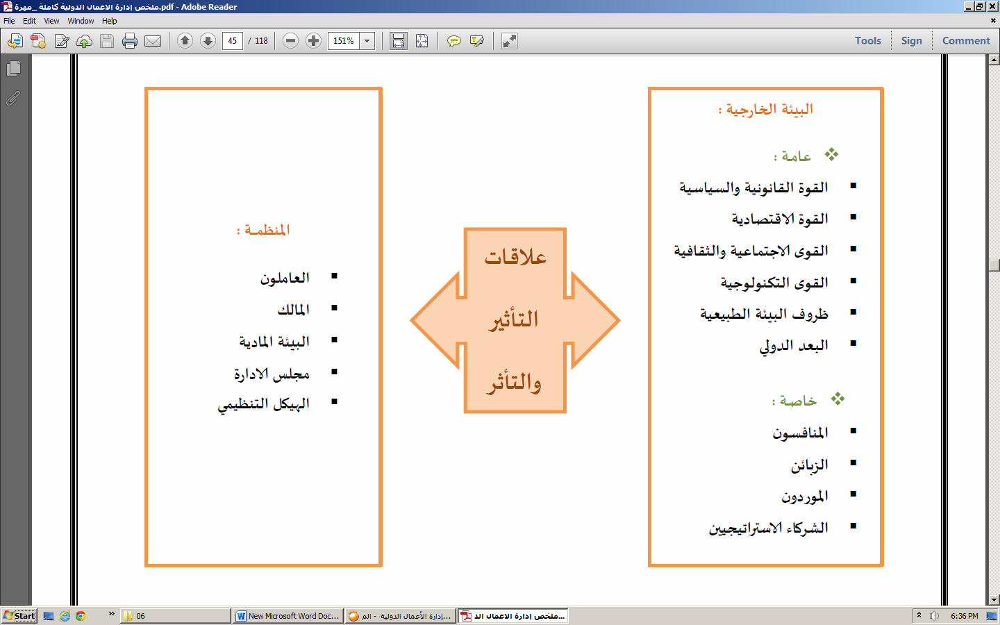 ملخص إدارة الاعمال الدولية كاملة _مهرة.pdf - Adobe Reader
File Edit View Window Help
45 / 118 151% Tools Sign Comment
البيئة الخارجية :
❖ عامة :
▪ القوة القانونية والسياسية
▪ القوة الاقتصادية
▪ القوى الاجتماعية والثقافية
▪ القوى التكنولوجية
▪ ظروف البيئة الطبيعية
▪ البعد الدولي
❖ خاصة :
▪ المنافسون
▪ الزبائن
▪ الموردون
▪ الشركاء الاستراتيجيين
علاقات
التأثير
والتأثر
المنظمة :
▪ العاملون
▪ المالك
▪ البيئة المادية
▪ مجلس الادارة
▪ الهيكل التنظيمي
Start » 06 New Microsoft Word Doc... إدارة الأعمال الدولية - الم... ملخص إدارة الاعمال الد... 6:36 PM